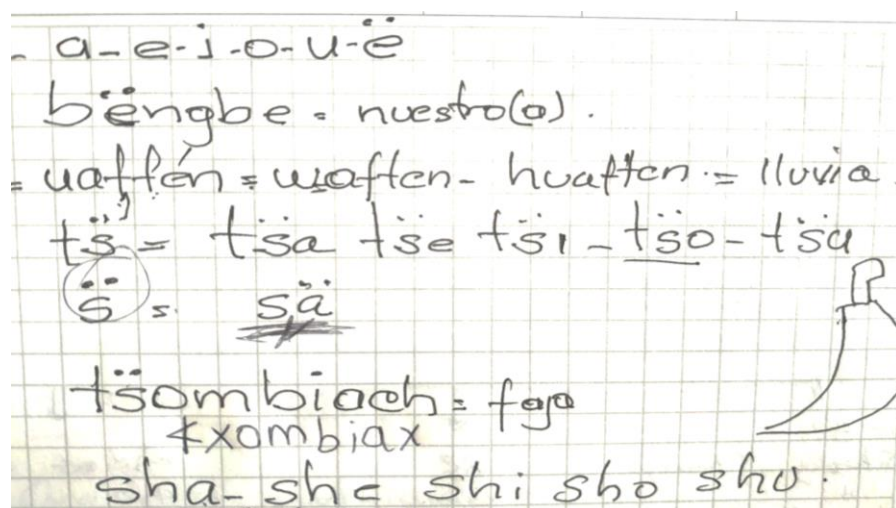 - a - e - i - o - u - ë
bëngbe = nuestro(a).
= uaftén = waften - huaften = lluvia
ts̈ = ts̈a ts̈e ts̈i - ts̈o - ts̈u
s̈ = s̈ä
ts̈ombiach = faja
txombiax
sha - she shi sho shu.